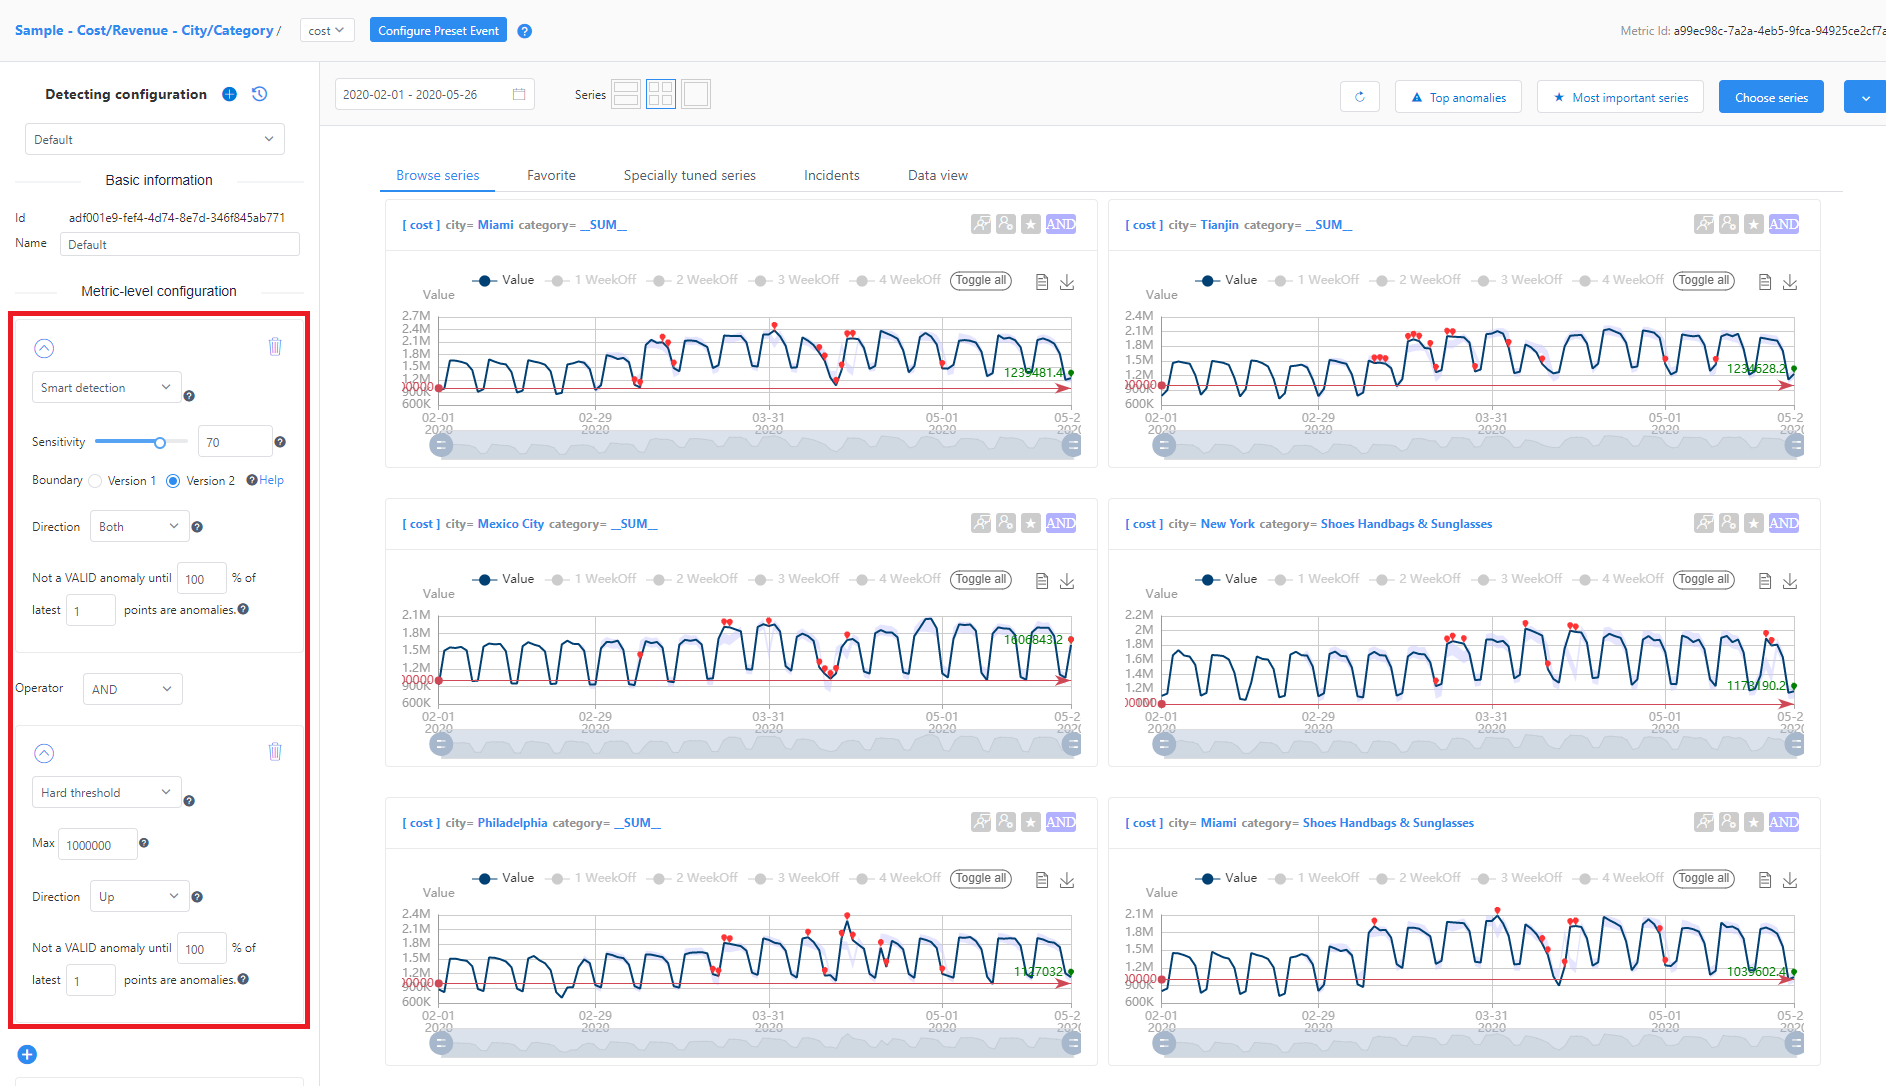 Sample - Cost/Revenue - City/Category / cost Configure Preset Event ?
Metric Id: a99ec98c-7a2a-4eb5-9fca-94925ce2cf7a
Detecting configuration
Default
Basic information
Id adf001e9-fef4-4d74-8e7d-346f845ab771
Name Default
Metric-level configuration
Smart detection ?
Sensitivity 70 ?
Boundary Version 1 Version 2 ? Help
Direction Both ?
Not a VALID anomaly until 100 % of
latest 1 points are anomalies. ?
Operator AND
Hard threshold ?
Max 1000000 ?
Direction Up ?
Not a VALID anomaly until 100 % of
latest 1 points are anomalies. ?
2020-02-01 - 2020-05-26 Series
Top anomalies Most important series Choose series
Browse series Favorite Specially tuned series Incidents Data view
[ cost ] city= Miami category= __SUM__ AND
Value 1 WeekOff 2 WeekOff 3 WeekOff 4 WeekOff Toggle all
Value
2.7M
2.4M
2.1M
1.8M
1.5M
1.2M
900K
600K
00000
1239481.4
02-01 02-29 03-31 05-01 05-2
2020 2020 2020 2020 202
[ cost ] city= Tianjin category= __SUM__ AND
Value 1 WeekOff 2 WeekOff 3 WeekOff 4 WeekOff Toggle all
Value
2.4M
2.1M
1.8M
1.5M
1.2M
900K
600K
00000
1234628.2
02-01 02-29 03-31 05-01 05-2
2020 2020 2020 2020 202
[ cost ] city= Mexico City category= __SUM__ AND
Value 1 WeekOff 2 WeekOff 3 WeekOff 4 WeekOff Toggle all
Value
2.1M
1.8M
1.5M
1.2M
900K
600K
00000
1606843.2
02-01 02-29 03-31 05-01 05-2
2020 2020 2020 2020 202
[ cost ] city= New York category= Shoes Handbags & Sunglasses AND
Value 1 WeekOff 2 WeekOff 3 WeekOff 4 WeekOff Toggle all
Value
2.2M
2M
1.8M
1.6M
1.4M
1.2M
1M
1173190.2
02-01 02-29 03-31 05-01 05-2
2020 2020 2020 2020 202
[ cost ] city= Philadelphia category= __SUM__ AND
Value 1 WeekOff 2 WeekOff 3 WeekOff 4 WeekOff Toggle all
Value
2.4M
2.1M
1.8M
1.5M
1.2M
900K
600K
00000
1127032
02-01 02-29 03-31 05-01 05-2
2020 2020 2020 2020 202
[ cost ] city= Miami category= Shoes Handbags & Sunglasses AND
Value 1 WeekOff 2 WeekOff 3 WeekOff 4 WeekOff Toggle all
Value
2.1M
1.8M
1.5M
1.2M
900K
600K
00000
1039602.4
02-01 02-29 03-31 05-01 05-2
2020 2020 2020 2020 202